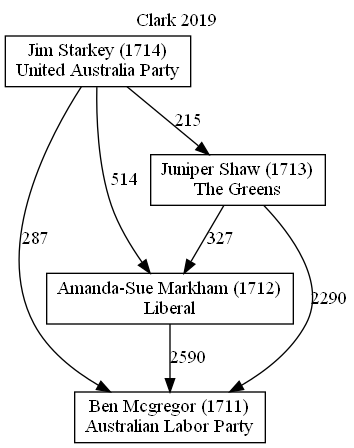 Clark 2019
Jim Starkey (1714)
United Australia Party
215
Juniper Shaw (1713)
The Greens
514
287
327
Amanda-Sue Markham (1712)
Liberal
2290
2590
Ben Mcgregor (1711)
Australian Labor Party